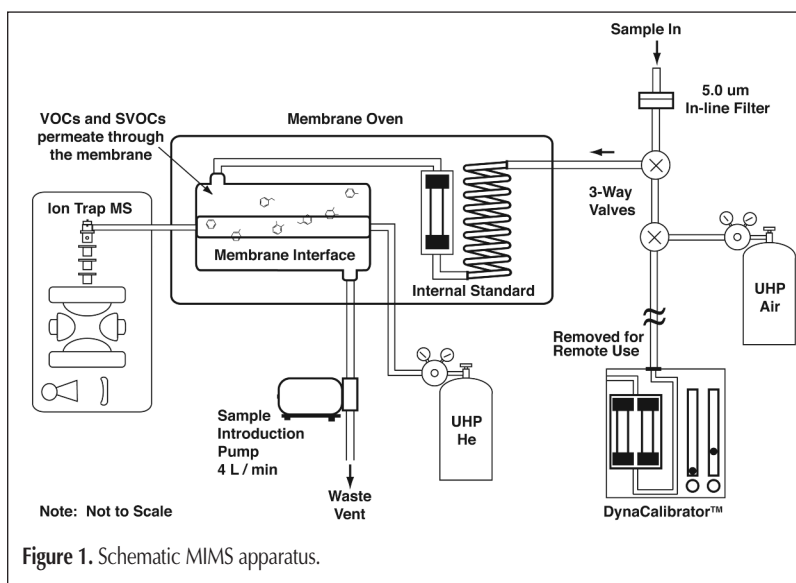 Sample In
5.0 um
In-line Filter
VOCs and SVOCs
permeate through
the membrane
Membrane Oven
Ion Trap MS
3-Way
Valves
Membrane Interface
Internal Standard
UHP
Air
Removed for
Remote Use
Sample
Introduction
Pump
4 L / min
UHP
He
Waste
Vent
DynaCalibrator™
Note: Not to Scale
Figure 1. Schematic MIMS apparatus.